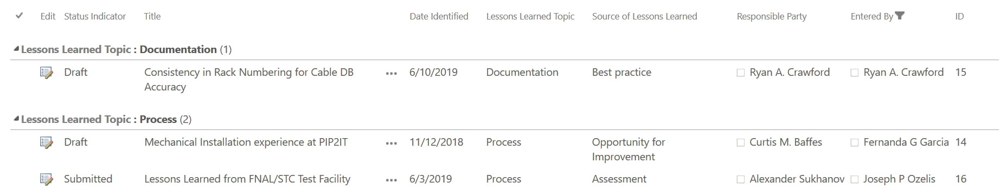 Edit Status Indicator Title Date Identified Lessons Learned Topic Source of Lessons Learned Responsible Party Entered By ID
Lessons Learned Topic : Documentation (1)
Draft Consistency in Rack Numbering for Cable DB ... 6/10/2019 Documentation Best practice Ryan A. Crawford Ryan A. Crawford 15
Accuracy
Lessons Learned Topic : Process (2)
Draft Mechanical Installation experience at PIP2IT ... 11/12/2018 Process Opportunity for Curtis M. Baffes Fernanda G Garcia 14
Improvement
Submitted Lessons Learned from FNAL/STC Test Facility ... 6/3/2019 Process Assessment Alexander Sukhanov Joseph P Ozelis 16